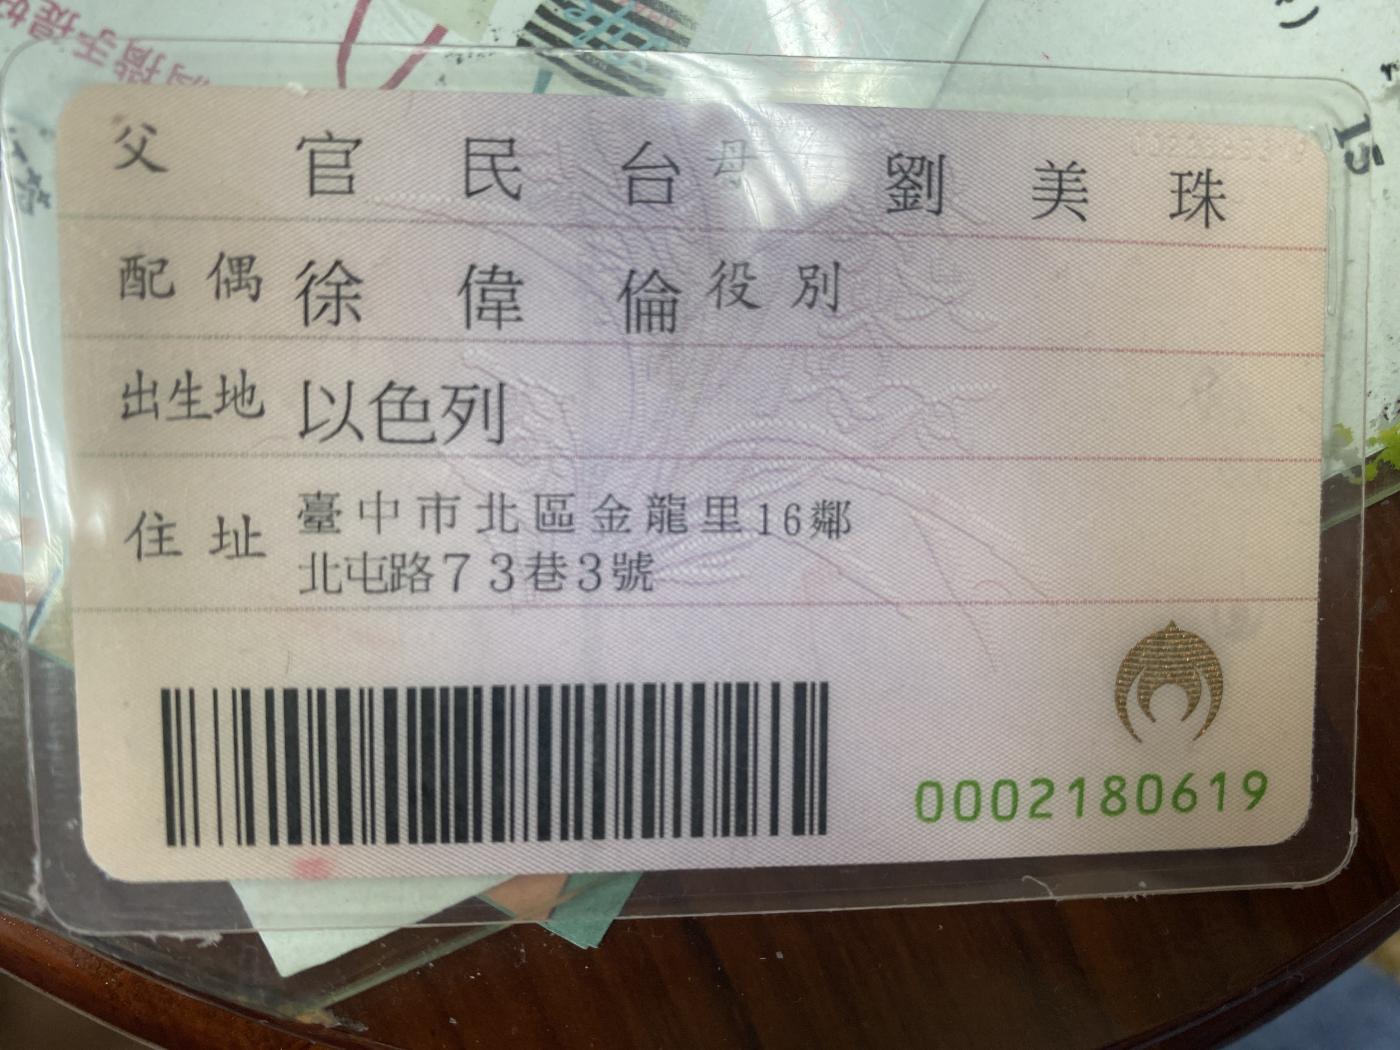 父 官民台 母 劉美珠
配偶 徐偉倫 役別
出生地 以色列
住址 臺中市北區金龍里16鄰
北屯路73巷3號
0002180619
15